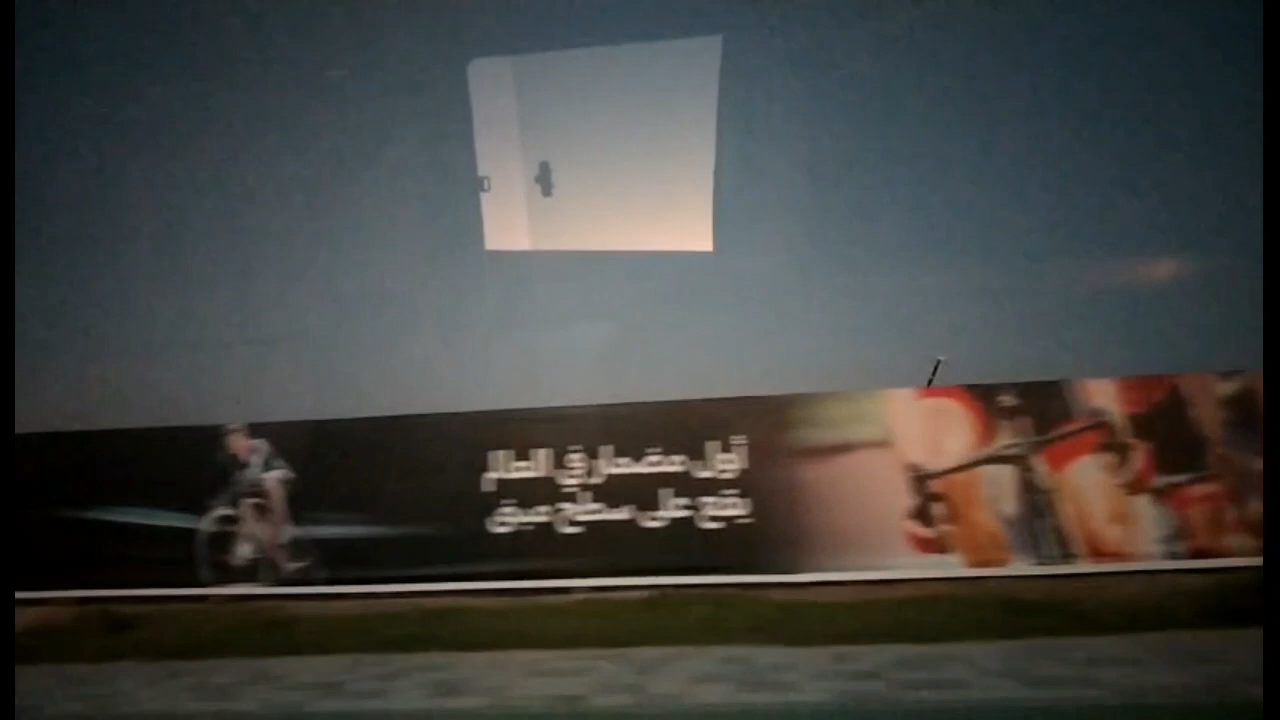 أول مضمار في العالم
يقع على سطح مبنى